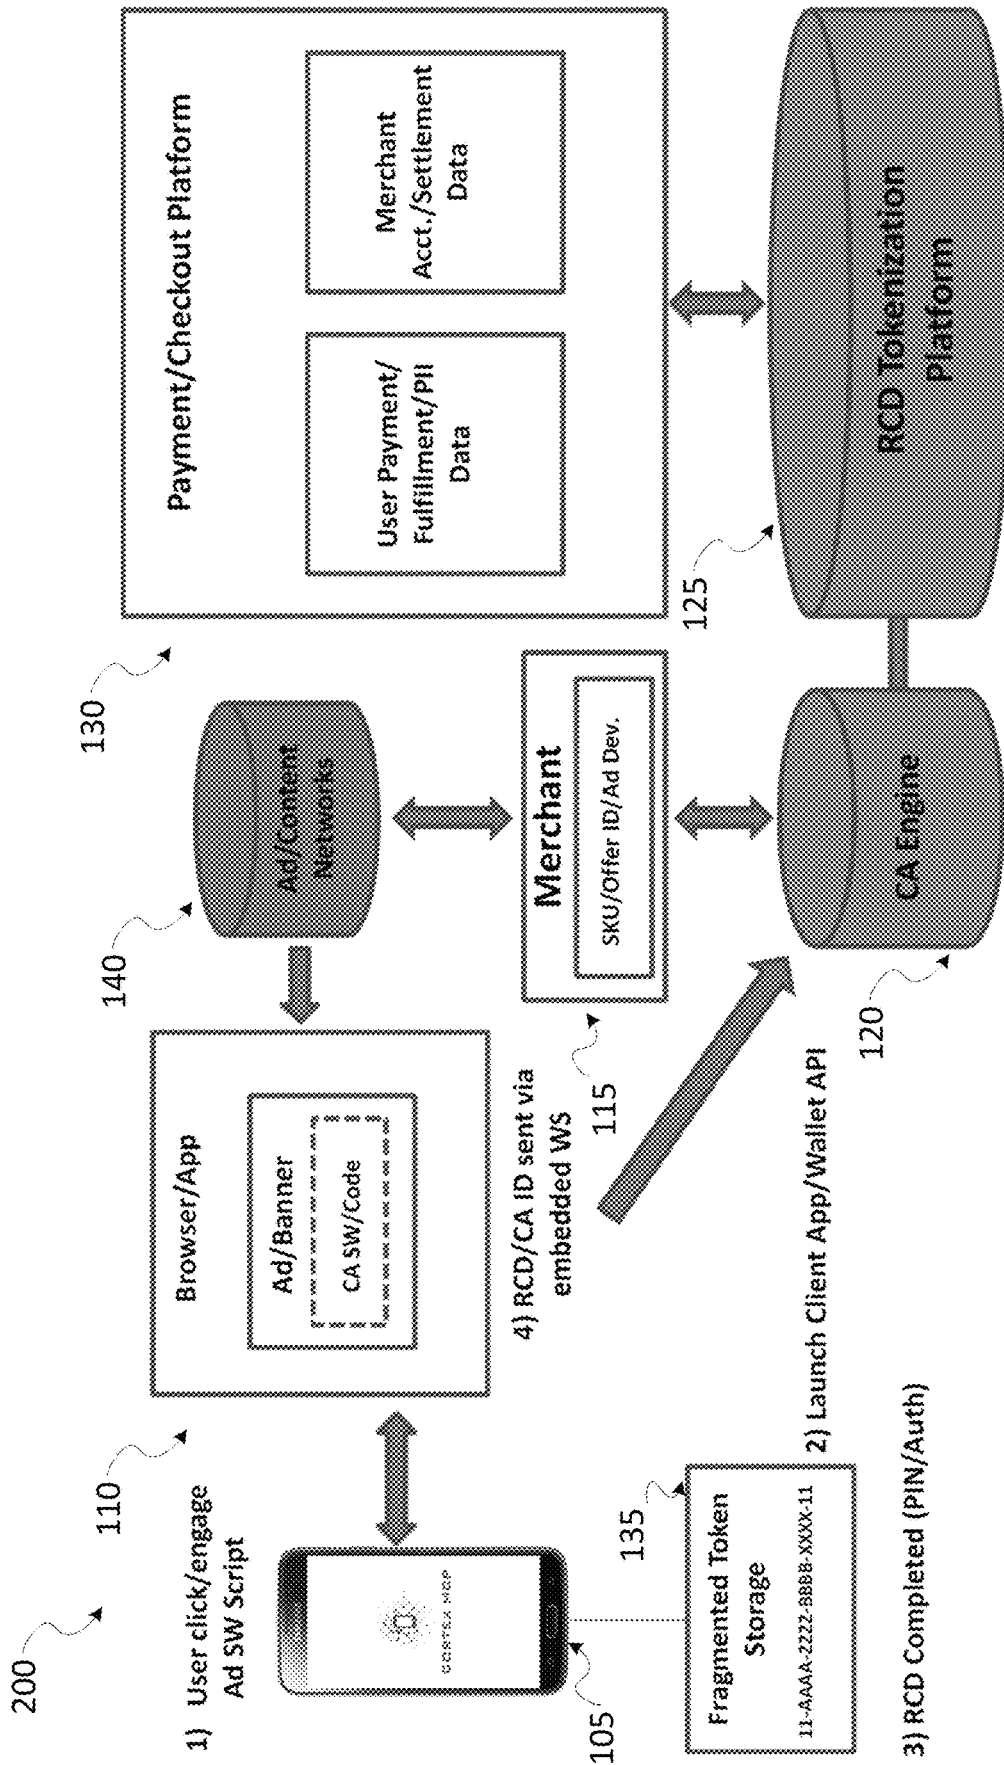 200
1) User click/engage
Ad SW Script
110
Browser/App
Ad/Banner
CA SW/Code
140
Ad/Content
Networks
130
Payment/Checkout Platform
User Payment/
Fulfillment/PII
Data
Merchant
Acct./Settlement
Data
CORTEX MCP
105
135
Fragmented Token
Storage
11-AAAA-ZZZZ-BBBB-XXXX-11
4) RCD/CA ID sent via
embedded WS
115
Merchant
SKU/Offer ID/Ad Dev.
125
2) Launch Client App/Wallet API
120
CA Engine
RCD Tokenization
Platform
3) RCD Completed (PIN/Auth)